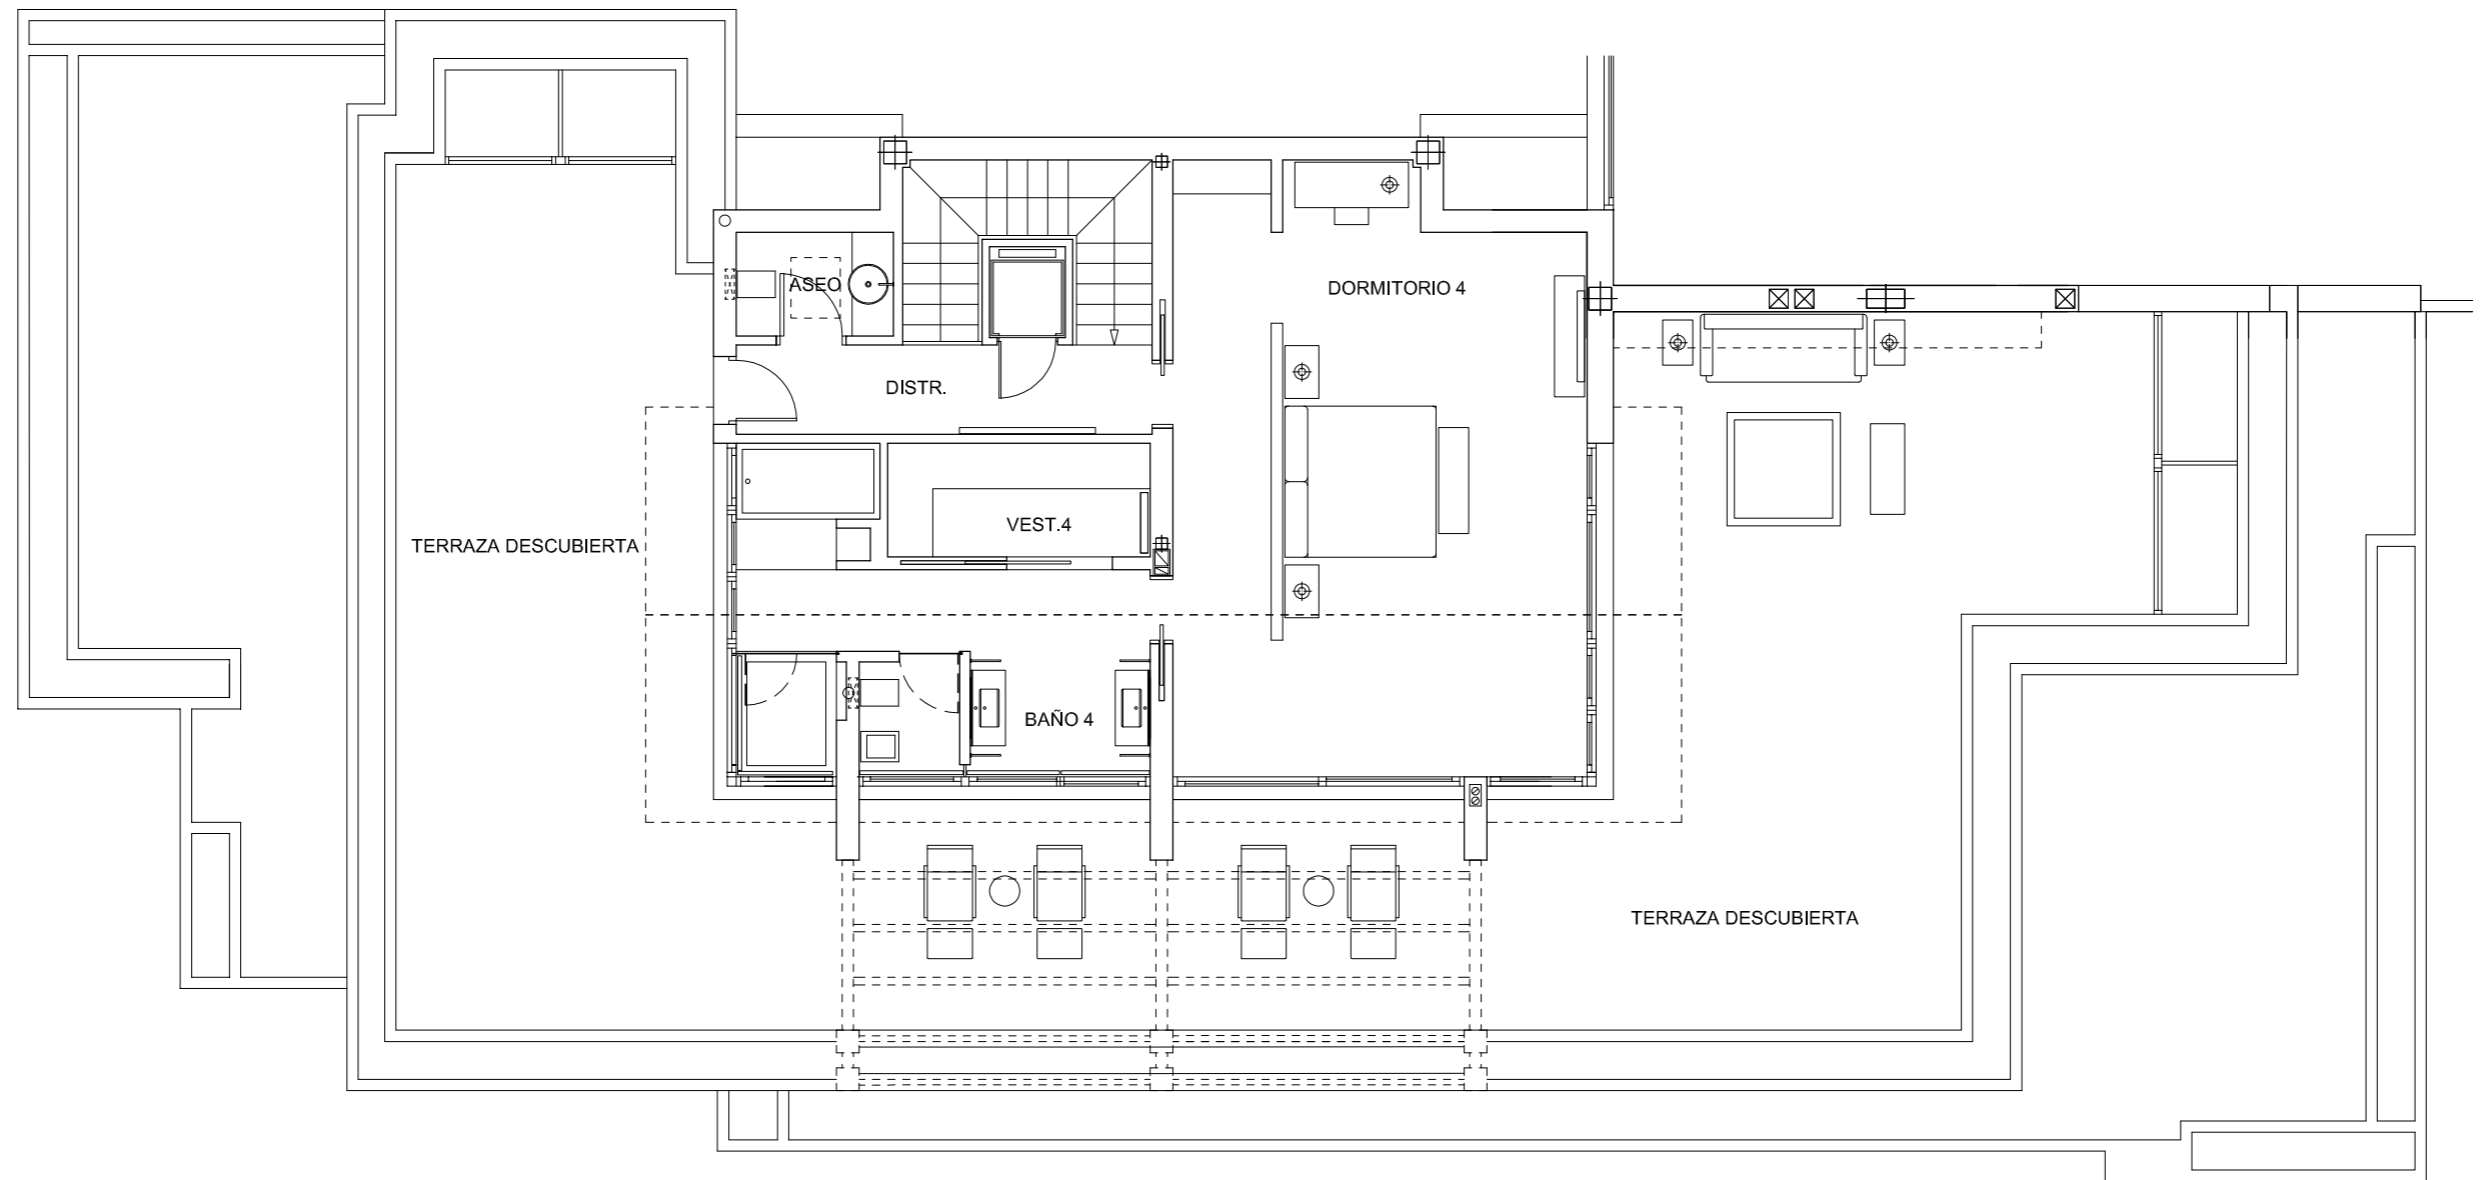 ASEO
DORMITORIO 4
DISTR.
VEST.4
TERRAZA DESCUBIERTA
BAÑO 4
TERRAZA DESCUBIERTA